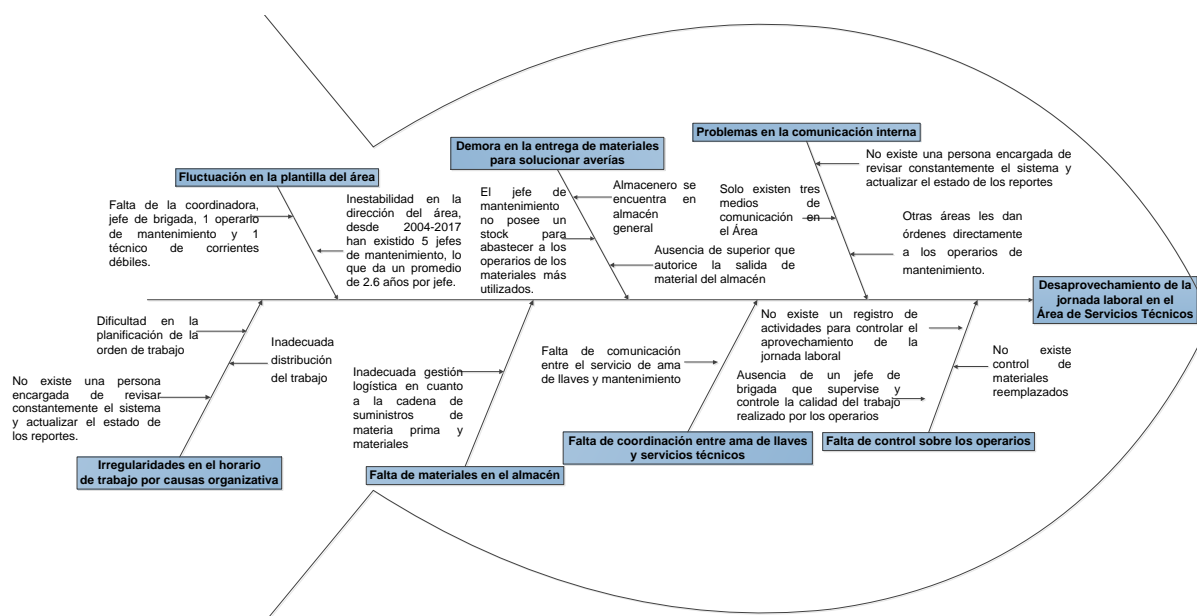 Problemas en la comunicación interna
Demora en la entrega de materiales
para solucionar averías
Fluctuación en la plantilla del área
Falta de la coordinadora,
jefe de brigada, 1 operario
de mantenimiento y 1
técnico de corrientes
débiles.
Inestabilidad en la
dirección del área,
desde 2004-2017
han existido 5 jefes
de mantenimiento, lo
que da un promedio
de 2.6 años por jefe.
El jefe de
mantenimiento
no posee un
stock para
abastecer a los
operarios de los
materiales más
utilizados.
Almacenero se
encuentra en
almacén
general
Ausencia de superior que
autorice la salida de
material del almacén
Solo existen tres
medios de
comunicación en
el Área
No existe una persona encargada de
revisar constantemente el sistema y
actualizar el estado de los reportes
Otras áreas les dan
órdenes directamente
a los operarios de
mantenimiento.
Desaprovechamiento de la
jornada laboral en el
Área de Servicios Técnicos
Dificultad en la
planificación de la
orden de trabajo
Inadecuada
distribución
del trabajo
No existe una persona
encargada de revisar
constantemente el sistema
y actualizar el estado de
los reportes.
Irregularidades en el horario
de trabajo por causas organizativa
Inadecuada gestión
logística en cuanto
a la cadena de
suministros de
materia prima y
materiales
Falta de materiales en el almacén
Falta de comunicación
entre el servicio de ama
de llaves y mantenimiento
Falta de coordinación entre ama de llaves
y servicios técnicos
No existe un registro de
actividades para controlar el
aprovechamiento de la
jornada laboral
Ausencia de un jefe de
brigada que supervise y
controle la calidad del trabajo
realizado por los operarios
No existe
control de
materiales
reemplazados
Falta de control sobre los operarios